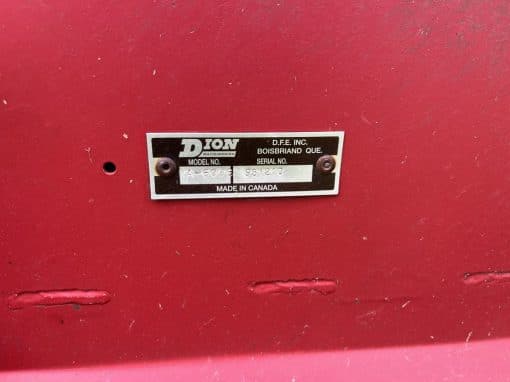 DION
D.F.E. INC.
BOISBRIAND QUE.
MODEL NO.
SERIAL NO.
MADE IN CANADA